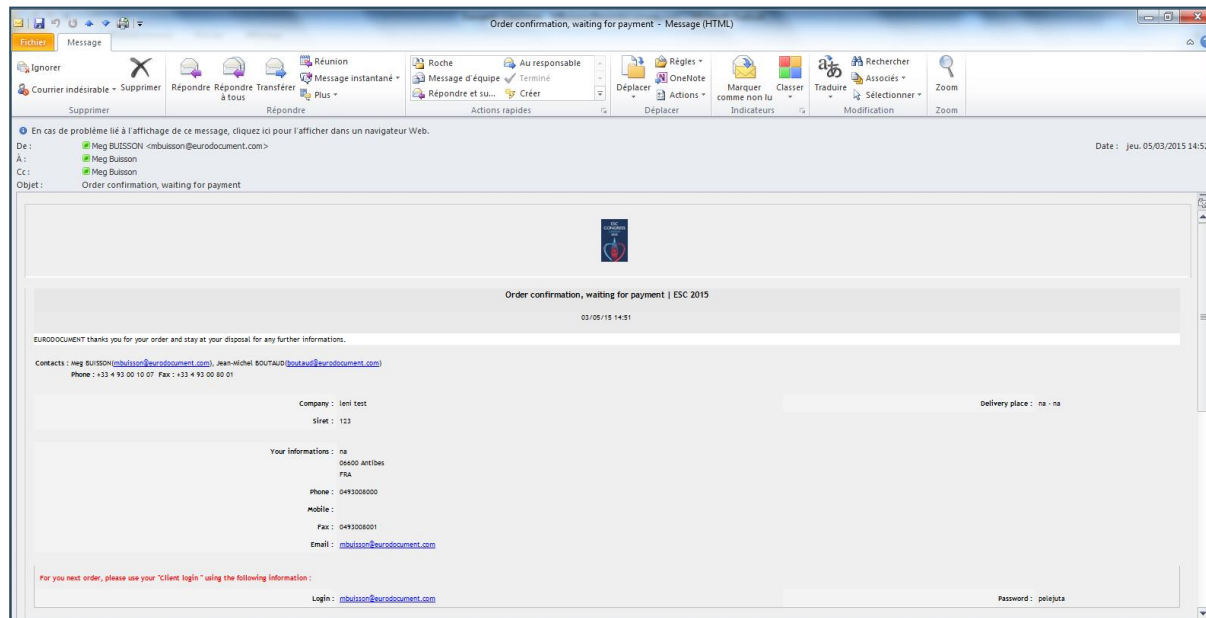 Order confirmation, waiting for payment - Message (HTML)
Fichier Message
Ignorer
Courrier indésirable
Supprimer
Supprimer
Répondre
Répondre à tous
Transférer
Réunion
Message instantané
Plus
Répondre
Roche
Message d'équipe
Répondre et su...
Au responsable
Terminé
Créer
Actions rapides
Déplacer
Règles
OneNote
Actions
Déplacer
Marquer comme non lu
Classer
Indicateurs
Traduire
Rechercher
Associés
Sélectionner
Modification
Zoom
Zoom
En cas de problème lié à l'affichage de ce message, cliquez ici pour l'afficher dans un navigateur Web.
De : Meg BUISSON <mbuisson@eurodocument.com> Date : jeu. 05/03/2015 14:52
À : Meg Buisson
Cc : Meg Buisson
Objet : Order confirmation, waiting for payment
ESC
CONGRESS
Order confirmation, waiting for payment | ESC 2015
03/05/15 14:51
EURODOCUMENT thanks you for your order and stay at your disposal for any further informations.
Contacts : Meg BUISSON(mbuisson@eurodocument.com), Jean-Michel BOUTAUD(boutaud@eurodocument.com)
Phone : +33 4 93 00 10 07 Fax : +33 4 93 00 80 01
Company : leni test Delivery place : na - na
Siret : 123
Your informations : na
06600 Antibes
FRA
Phone : 0493008000
Mobile :
Fax : 0493008001
Email : mbuisson@eurodocument.com
For you next order, please use your "Client login " using the following information :
Login : mbuisson@eurodocument.com Password : pelejuta